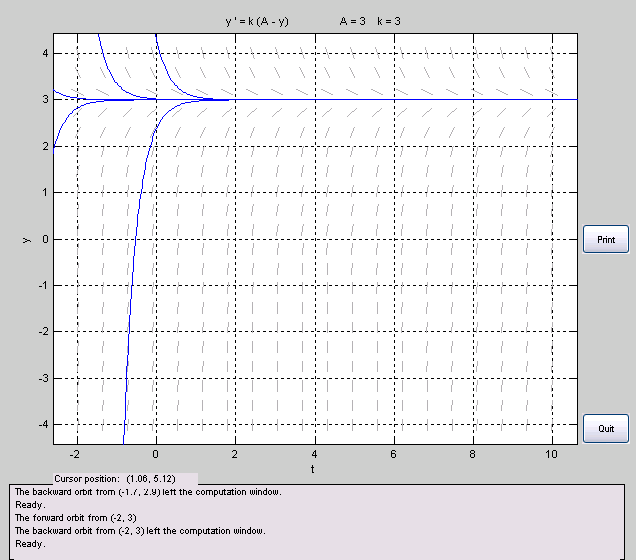 y ' = k (A - y) A = 3 k = 3
4
3
2
1
0
-1
-2
-3
-4
y
-2 0 2 4 6 8 10
t
Print
Quit
Cursor position: (1.06, 5.12)
The backward orbit from (-1.7, 2.9) left the computation window.
Ready.
The forward orbit from (-2, 3)
The backward orbit from (-2, 3) left the computation window.
Ready.